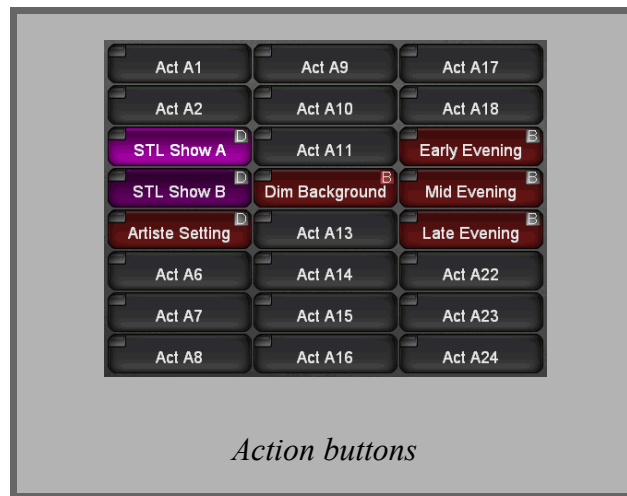 Act A1 Act A9 Act A17
Act A2 Act A10 Act A18
D B
STL Show A Act A11 Early Evening
D B B
STL Show B Dim Background Mid Evening
D B
Artiste Setting Act A13 Late Evening
Act A6 Act A14 Act A22
Act A7 Act A15 Act A23
Act A8 Act A16 Act A24
Action buttons